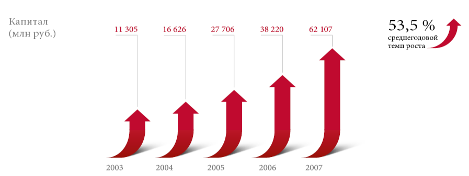 Капитал
(млн руб.)
11 305 16 626 27 706 38 220 62 107
53,5 %
среднегодовой
темп роста
2003 2004 2005 2006 2007